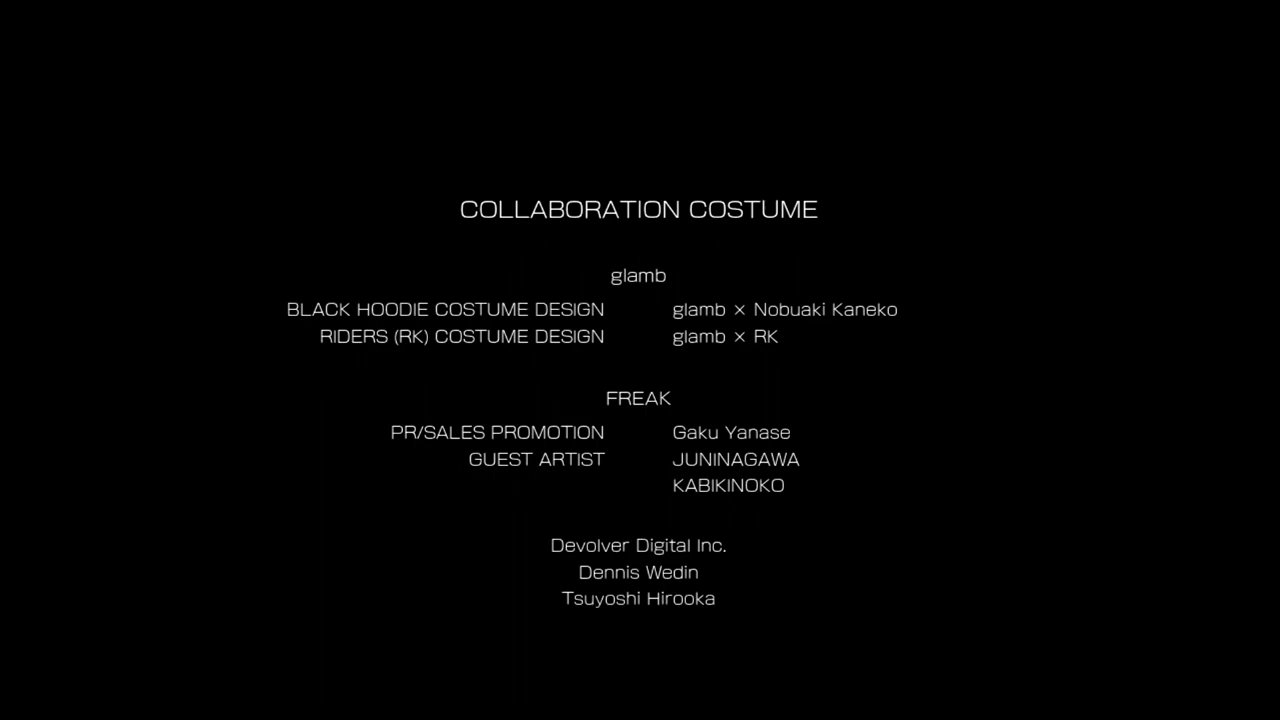 COLLABORATION COSTUME
glamb
BLACK HOODIE COSTUME DESIGN glamb × Nobuaki Kaneko
RIDERS (RK) COSTUME DESIGN glamb × RK
FREAK
PR/SALES PROMOTION Gaku Yanase
GUEST ARTIST JUNINAGAWA
KABIKINOKO
Devolver Digital Inc.
Dennis Wedin
Tsuyoshi Hirooka